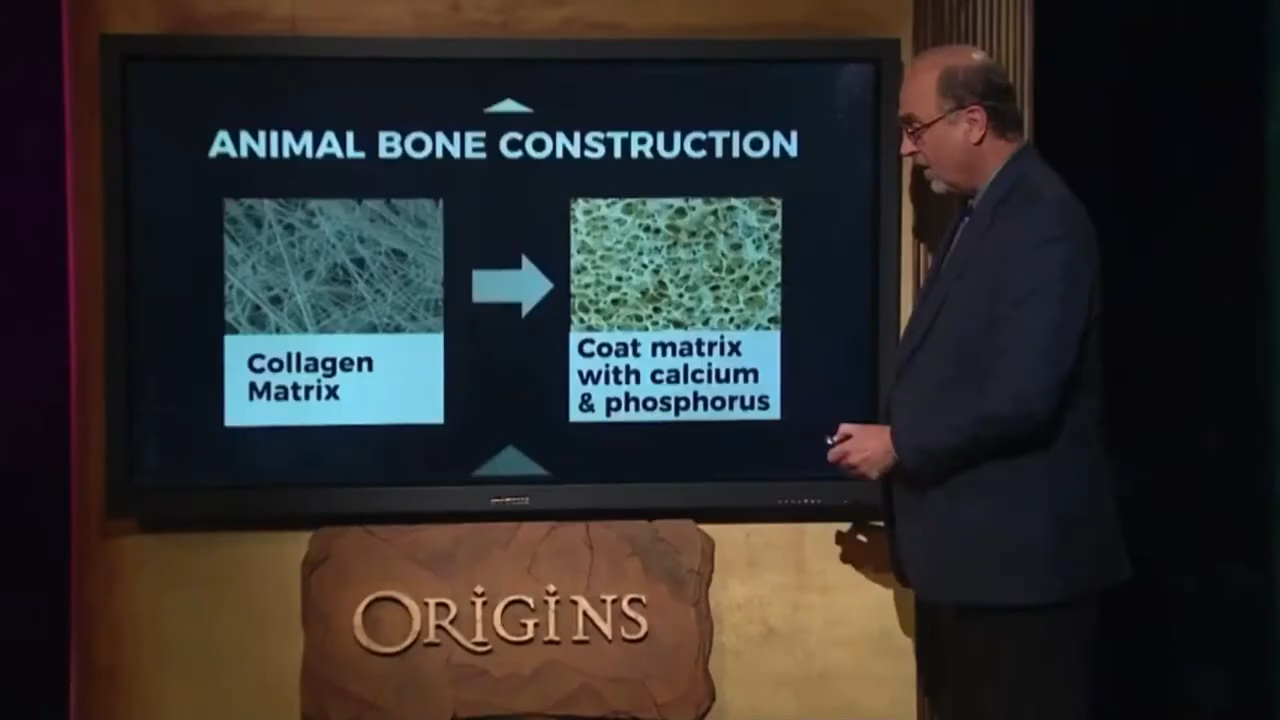 ANIMAL BONE CONSTRUCTION
Collagen
Matrix
Coat matrix
with calcium
& phosphorus
ORIGINS